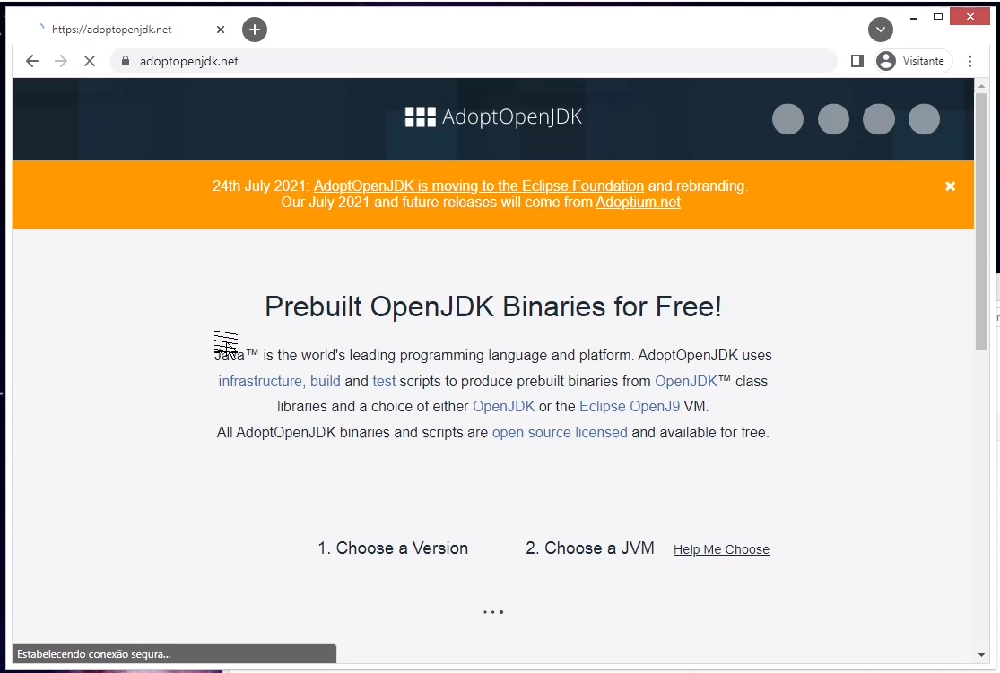 https://adoptopenjdk.net
adoptopenjdk.net
Visitante
AdoptOpenJDK
24th July 2021: AdoptOpenJDK is moving to the Eclipse Foundation and rebranding.
Our July 2021 and future releases will come from Adoptium.net
Prebuilt OpenJDK Binaries for Free!
Java™ is the world's leading programming language and platform. AdoptOpenJDK uses
infrastructure, build and test scripts to produce prebuilt binaries from OpenJDK™ class
libraries and a choice of either OpenJDK or the Eclipse OpenJ9 VM.
All AdoptOpenJDK binaries and scripts are open source licensed and available for free.
1. Choose a Version
2. Choose a JVM
Help Me Choose
Estabelecendo conexão segura...